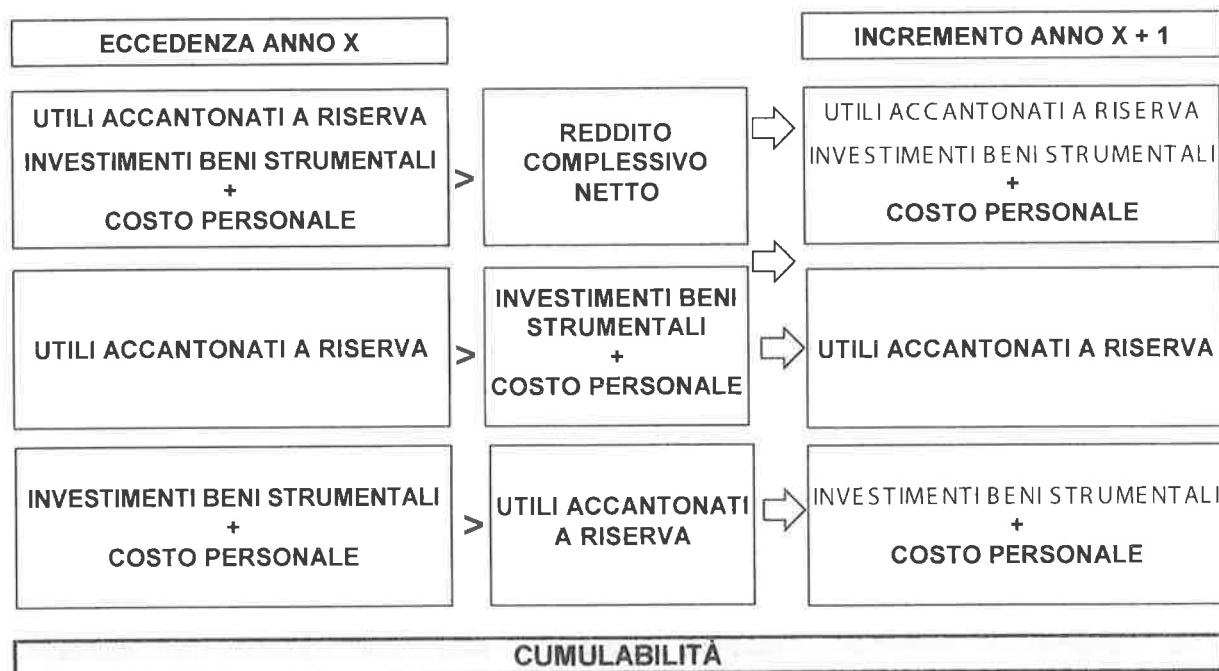 ECCEDENZA ANNO X
INCREMENTO ANNO X + 1
UTILI ACCANTONATI A RISERVA
INVESTIMENTI BENI STRUMENTALI
+
COSTO PERSONALE
>
REDDITO
COMPLESSIVO
NETTO
UTILI ACCANTONATI A RISERVA
INVESTIMENTI BENI STRUMENTALI
+
COSTO PERSONALE
UTILI ACCANTONATI A RISERVA
>
INVESTIMENTI BENI
STRUMENTALI
+
COSTO PERSONALE
UTILI ACCANTONATI A RISERVA
INVESTIMENTI BENI STRUMENTALI
+
COSTO PERSONALE
>
UTILI ACCANTONATI
A RISERVA
INVESTIMENTI BENI STRUMENTALI
+
COSTO PERSONALE
CUMULABILITÀ